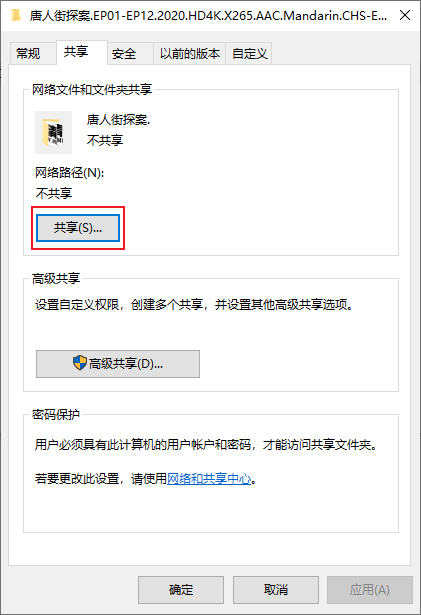 唐人街探案.EP01-EP12.2020.HD4K.X265.AAC.Mandarin.CHS-E...
常规 共享 安全 以前的版本 自定义
网络文件和文件夹共享
唐人街探案.
不共享
网络路径(N):
不共享
共享(S)...
高级共享
设置自定义权限，创建多个共享，并设置其他高级共享选项。
高级共享(D)...
密码保护
用户必须具有此计算机的用户帐户和密码，才能访问共享文件夹。
若要更改此设置，请使用网络和共享中心。
确定 取消 应用(A)